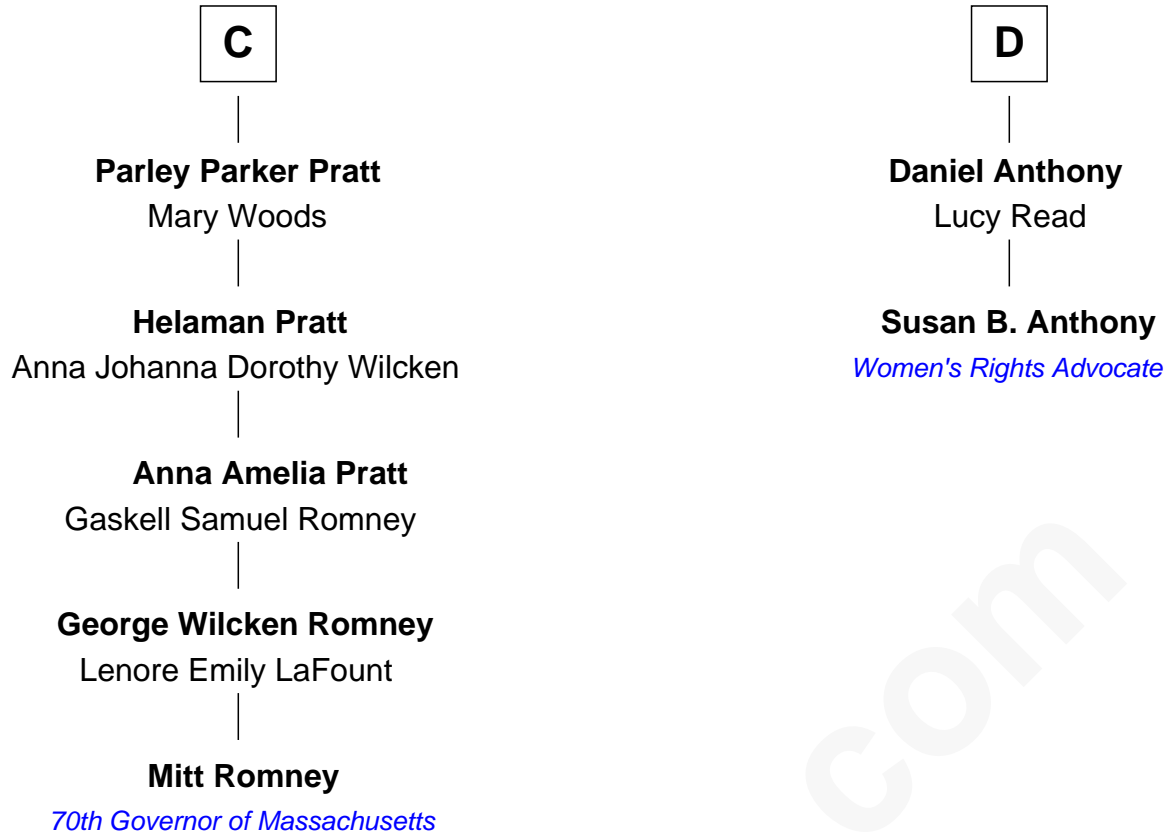 C
Parley Parker Pratt
Mary Woods
Helaman Pratt
Anna Johanna Dorothy Wilcken
Anna Amelia Pratt
Gaskell Samuel Romney
George Wilcken Romney
Lenore Emily LaFount
Mitt Romney
70th Governor of Massachusetts
D
Daniel Anthony
Lucy Read
Susan B. Anthony
Women's Rights Advocate
com